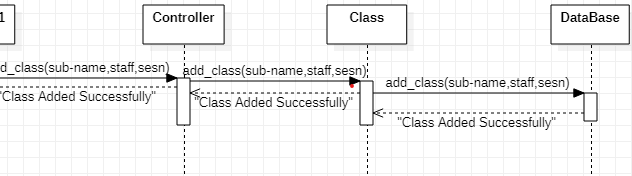 1
Controller
Class
DataBase
d_class(sub-name,staff,sesn)
add_class(sub-name,staff,sesn)
add_class(sub-name,staff,sesn)
"Class Added Successfully"
"Class Added Successfully"
"Class Added Successfully"